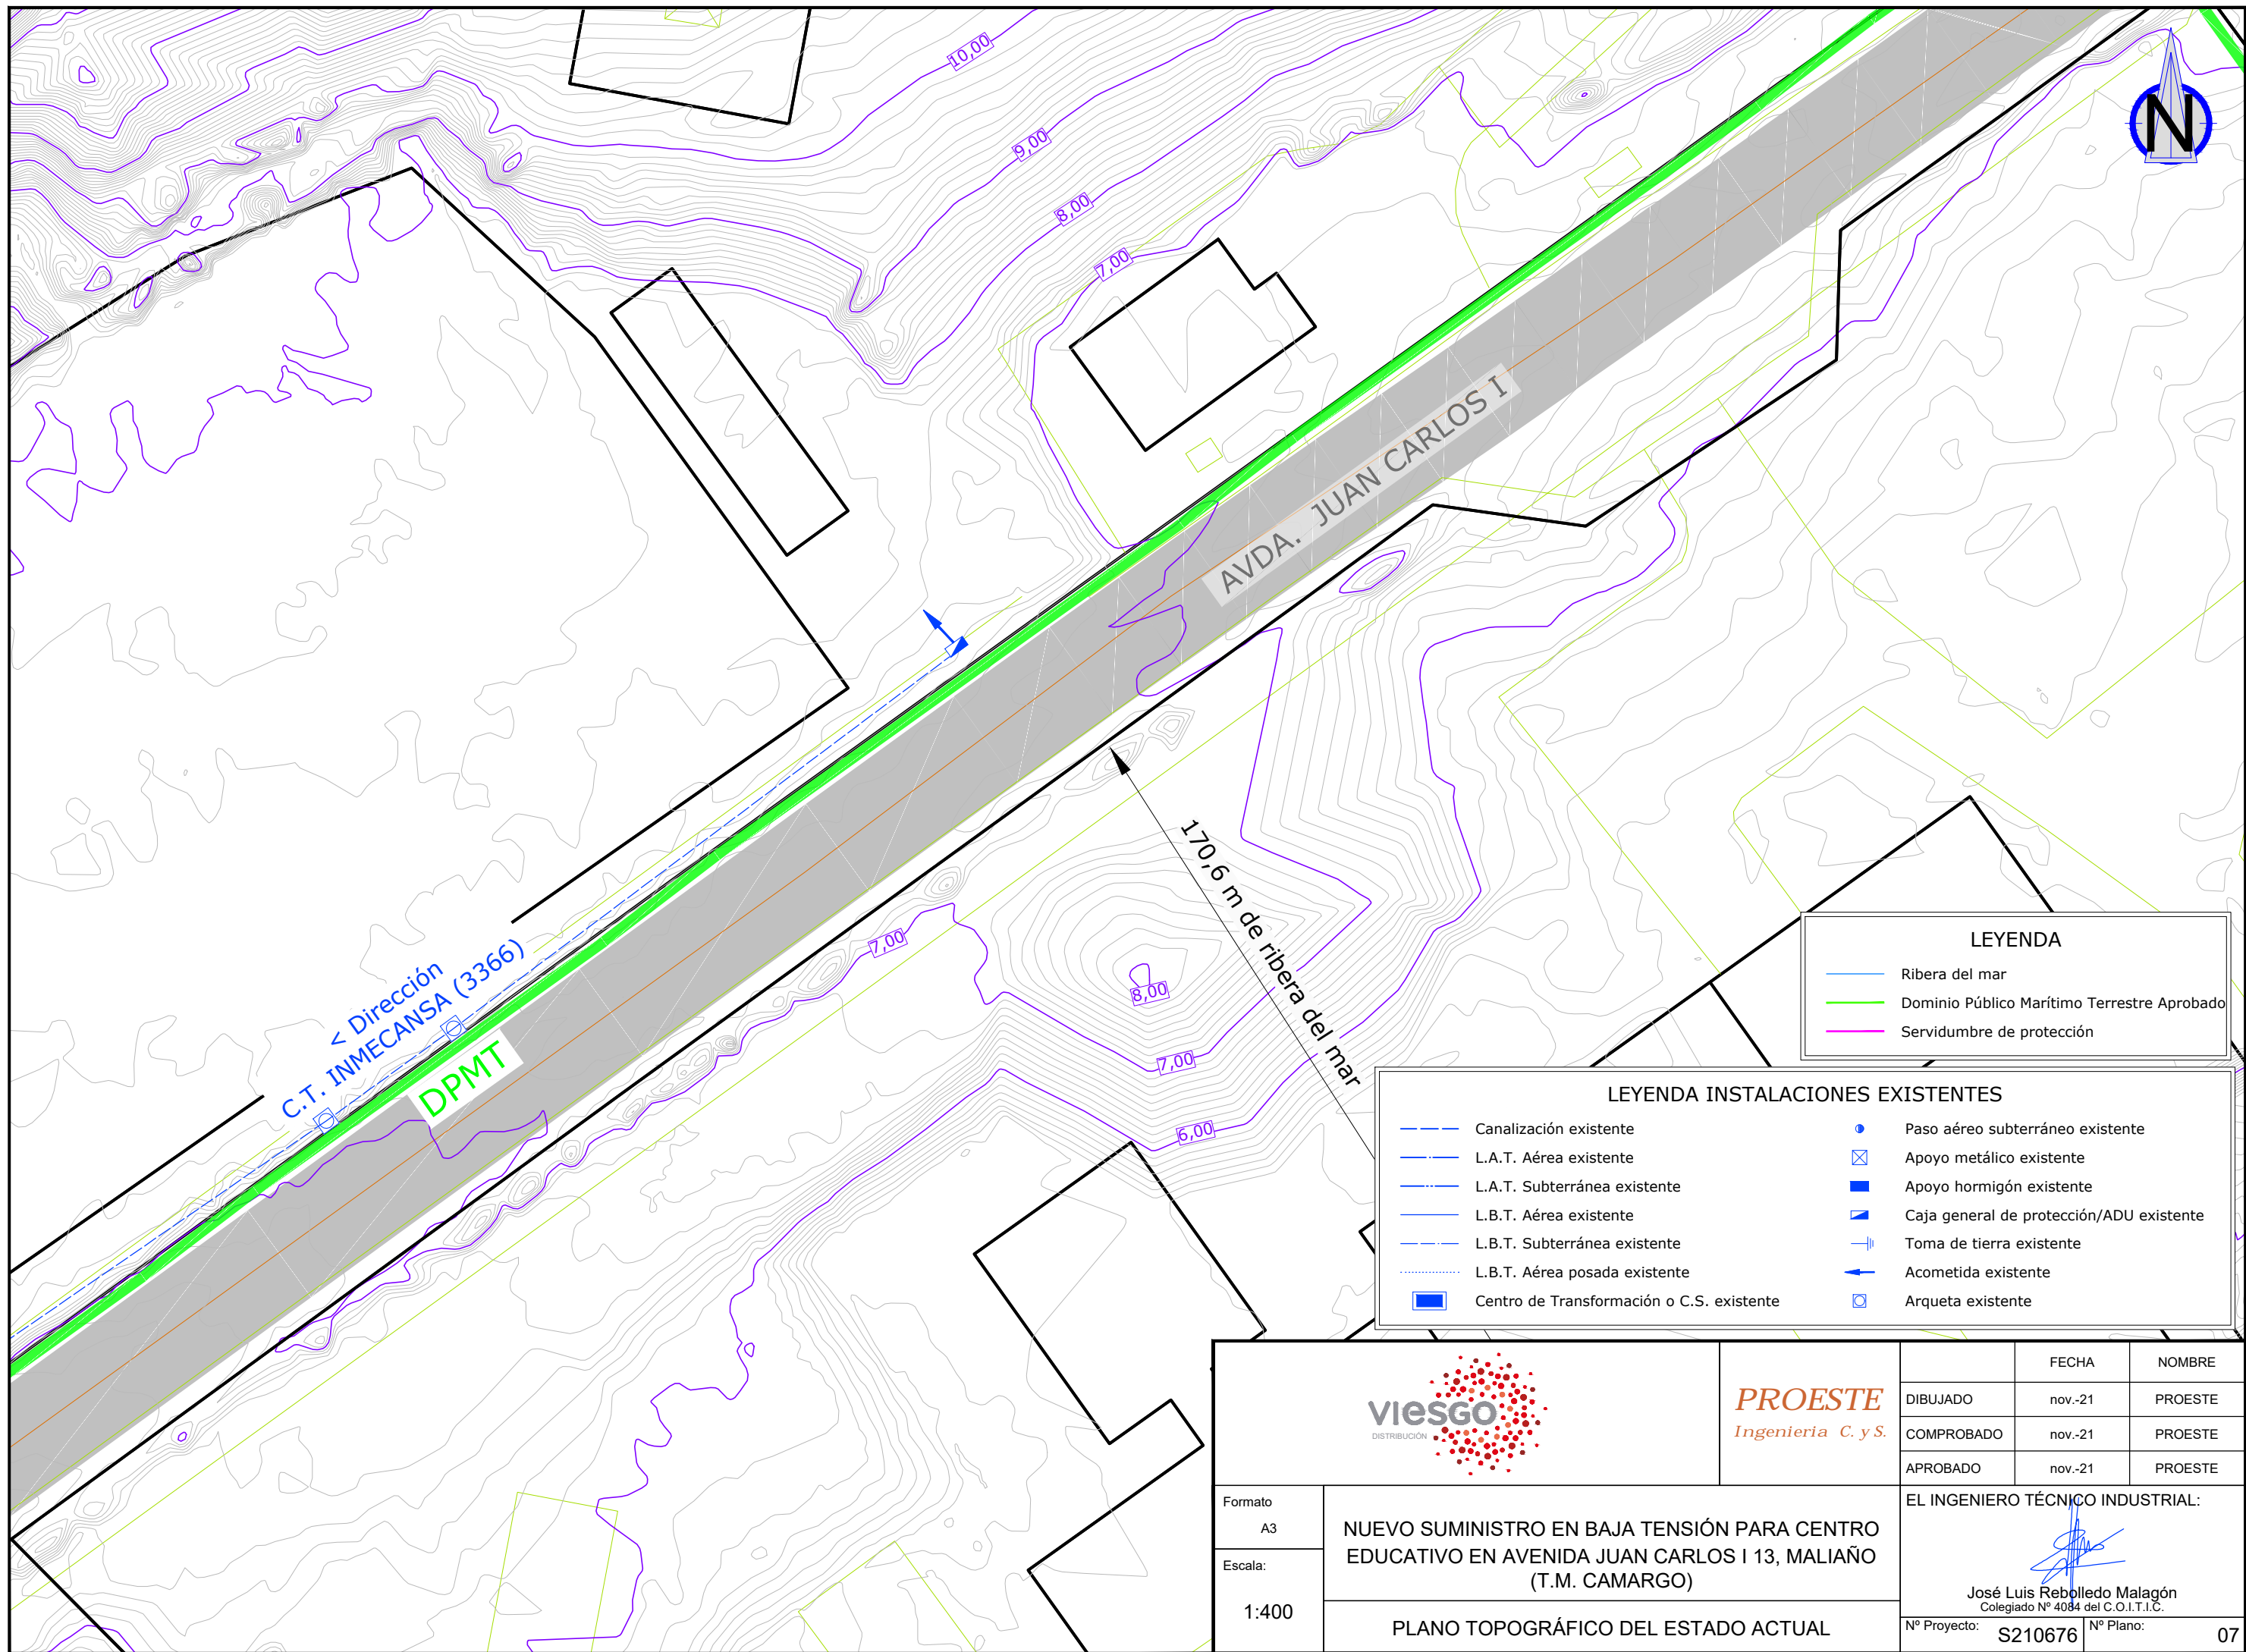 10,00
9,00
8,00
7,00
N
AVDA. JUAN CARLOS I
170,6 m de ribera del mar
< Dirección
C.T. INMECANSA (3366)
DPMT
7,00
8,00
7,00
6,00
LEYENDA
Ribera del mar
Dominio Público Marítimo Terrestre Aprobado
Servidumbre de protección
LEYENDA INSTALACIONES EXISTENTES
Canalización existente
L.A.T. Aérea existente
L.A.T. Subterránea existente
L.B.T. Aérea existente
L.B.T. Subterránea existente
L.B.T. Aérea posada existente
Centro de Transformación o C.S. existente
Paso aéreo subterráneo existente
Apoyo metálico existente
Apoyo hormigón existente
Caja general de protección/ADU existente
Toma de tierra existente
Acometida existente
Arqueta existente
viesgo
DISTRIBUCIÓN
PROESTE
Ingenieria C. y S.
FECHA NOMBRE
DIBUJADO nov.-21 PROESTE
COMPROBADO nov.-21 PROESTE
APROBADO nov.-21 PROESTE
Formato
A3
Escala:
1:400
NUEVO SUMINISTRO EN BAJA TENSIÓN PARA CENTRO
EDUCATIVO EN AVENIDA JUAN CARLOS I 13, MALIAÑO
(T.M. CAMARGO)
PLANO TOPOGRÁFICO DEL ESTADO ACTUAL
EL INGENIERO TÉCNICO INDUSTRIAL:
José Luis Rebolledo Malagón
Colegiado Nº 4084 del C.O.I.T.I.C.
Nº Proyecto: S210676
Nº Plano: 07